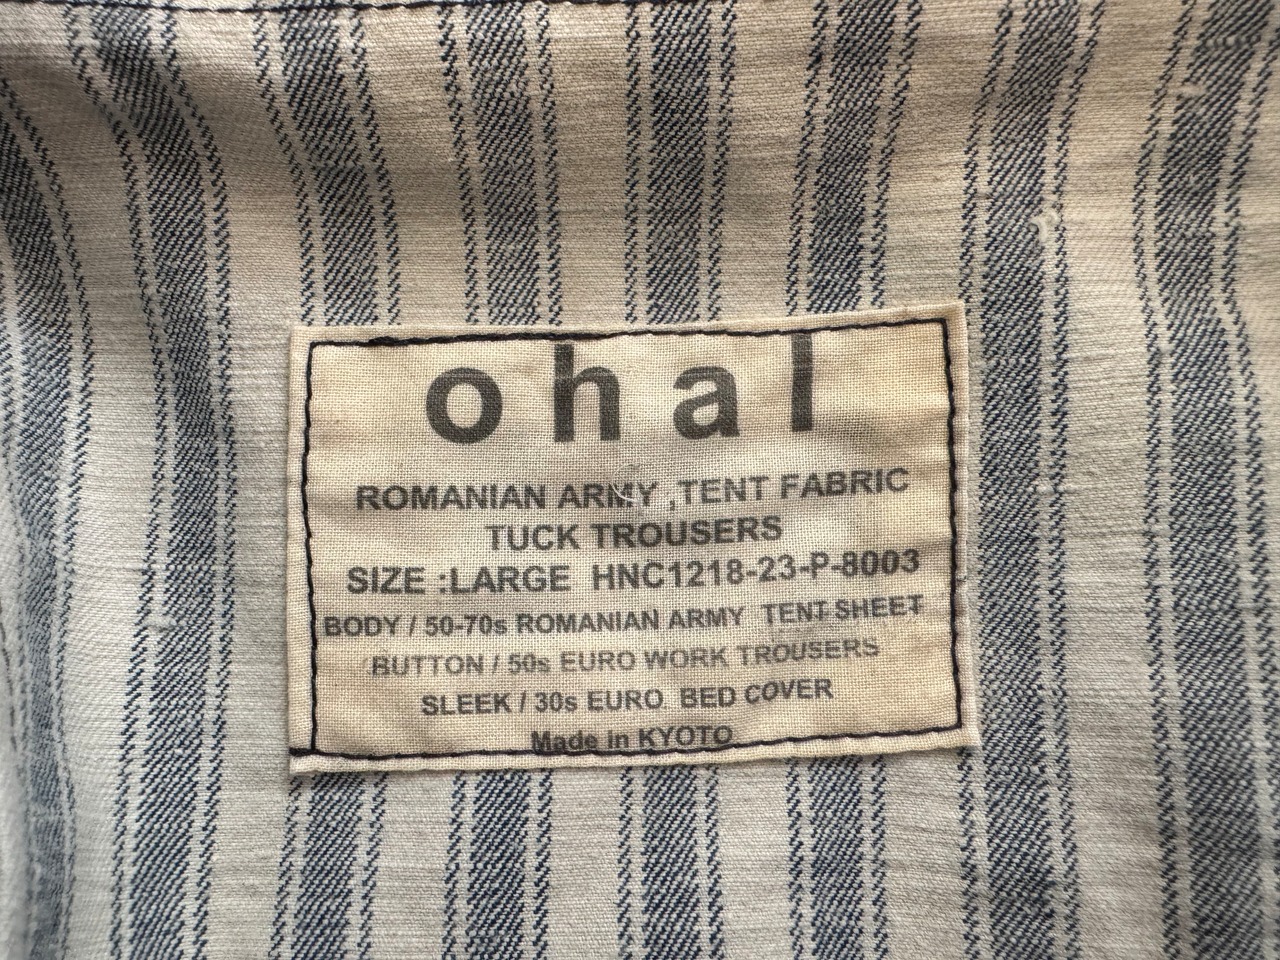 ohal
ROMANIAN ARMY ,TENT FABRIC
TUCK TROUSERS
SIZE :LARGE HNC1218-23-P-8003
BODY / 50-70s ROMANIAN ARMY TENT SHEET
BUTTON / 50s EURO WORK TROUSERS
SLEEK / 30s EURO BED COVER
Made in KYOTO